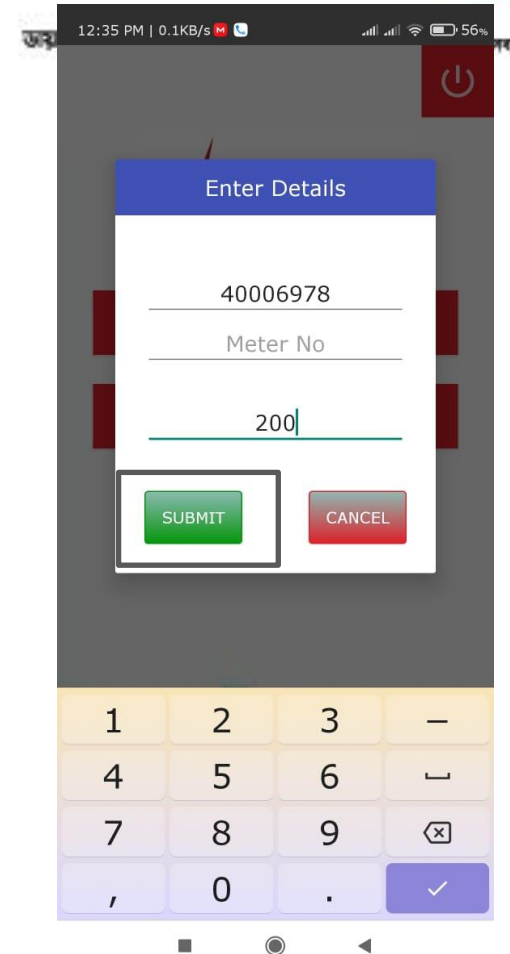 12:35 PM | 0.1KB/s 56%
Enter Details
40006978
Meter No
200
SUBMIT CANCEL
1 2 3 –
4 5 6
7 8 9
, 0 .